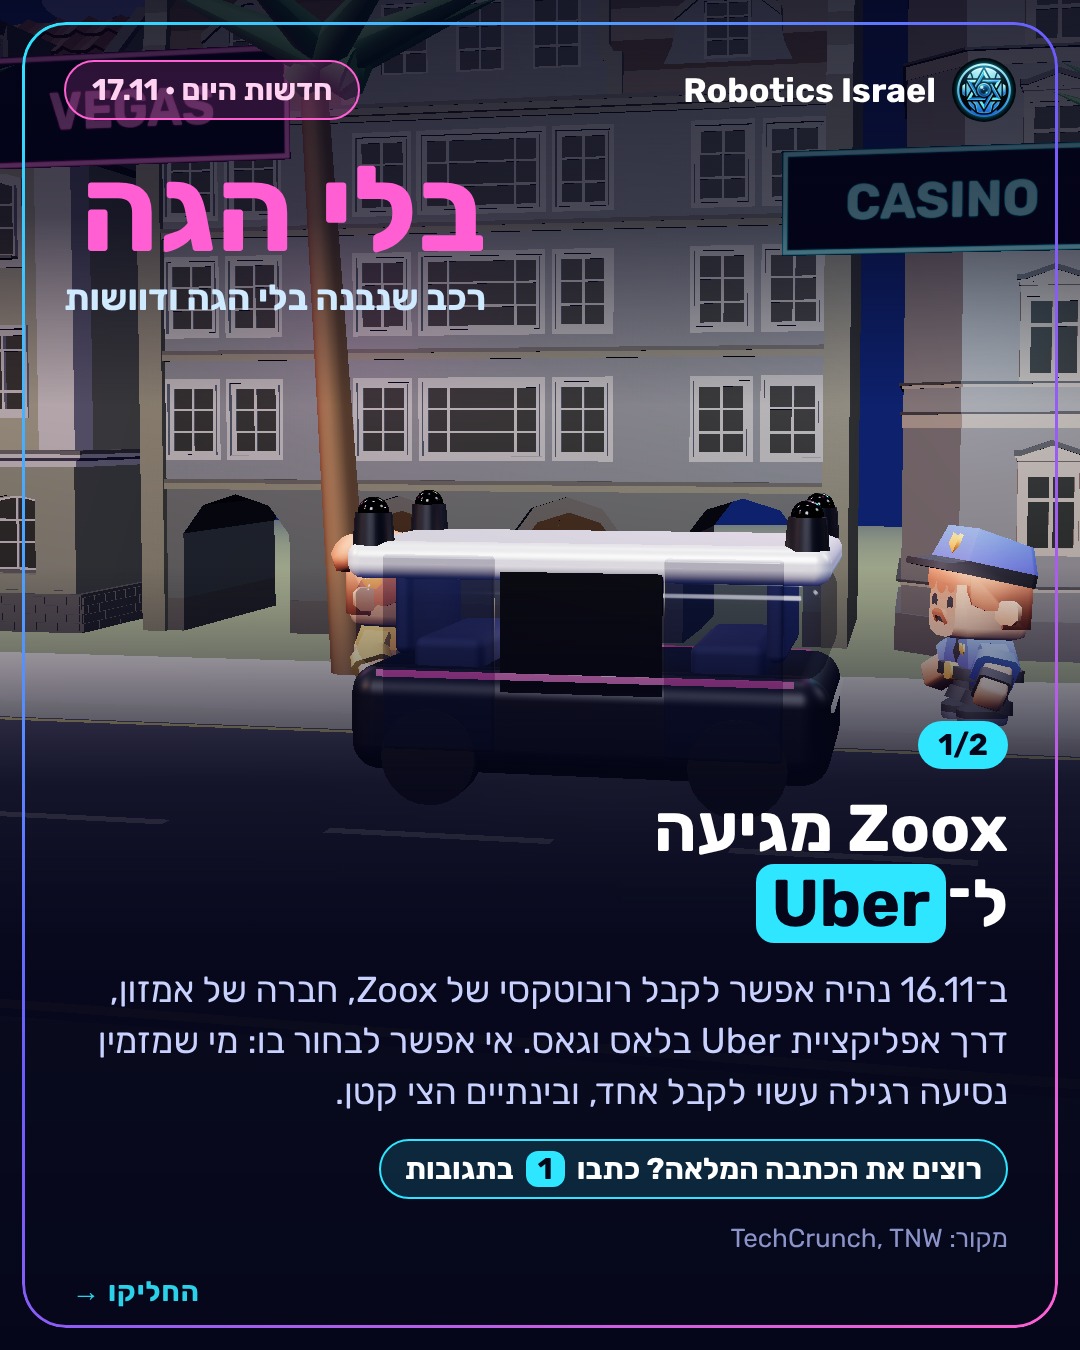 Robotics Israel
חדשות היום • 17.11
VEGAS
CASINO
בלי הגה
רכב שנבנה בלי הגה ודוושות
1/2
Zoox מגיעה
ל־Uber
ב־16.11 נהיה אפשר לקבל רובוטקסי של Zoox, חברה של אמזון,
דרך אפליקציית Uber בלאס וגאס. אי אפשר לבחור בו: מי שמזמין
נסיעה רגילה עשוי לקבל אחד, ובינתיים הצי קטן.
רוצים את הכתבה המלאה? כתבו 1 בתגובות
מקור: TechCrunch, TNW
החליקו →